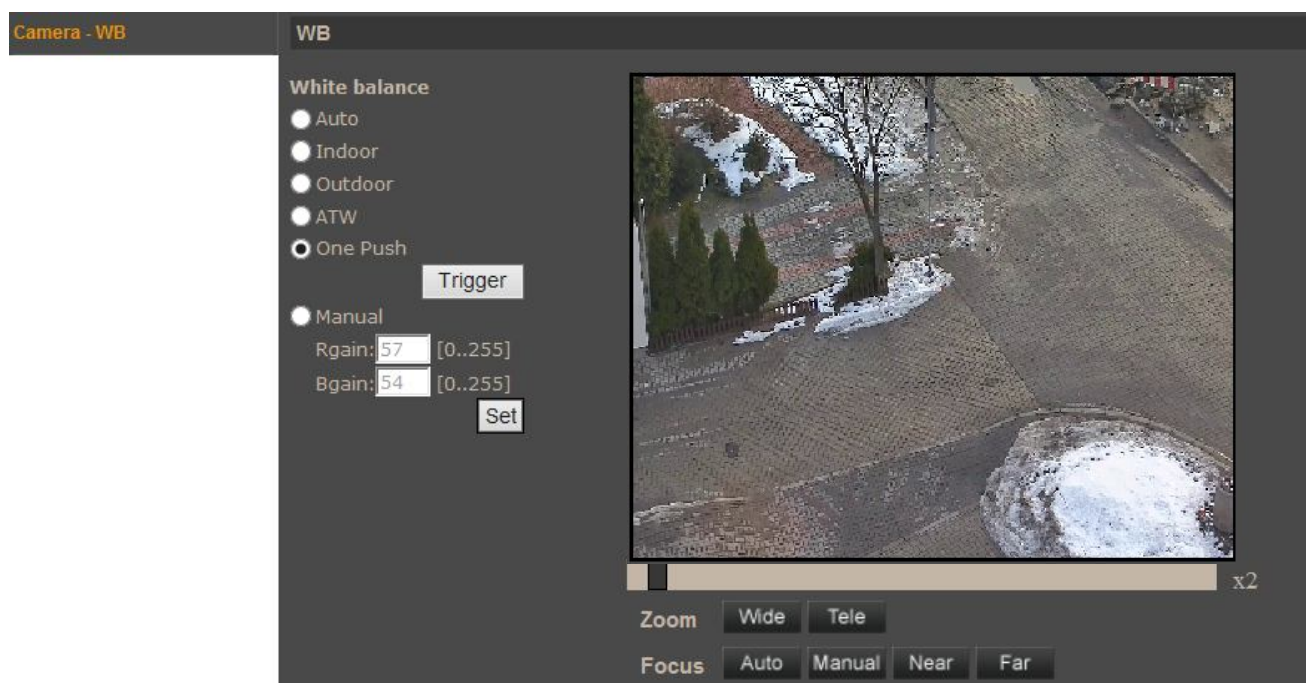 Camera - WB
WB
White balance
Auto
Indoor
Outdoor
ATW
One Push
Trigger
Manual
Rgain: 57 [0..255]
Bgain: 54 [0..255]
Set
x2
Zoom Wide Tele
Focus Auto Manual Near Far